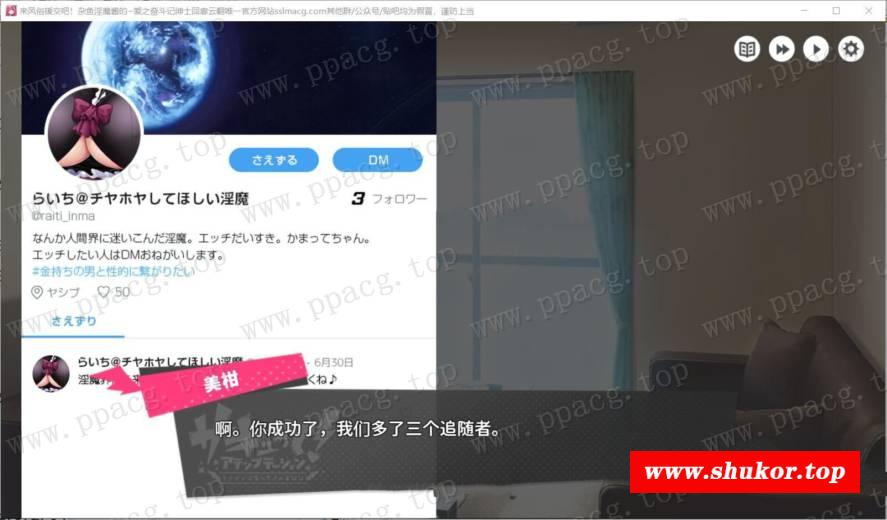 来风俗援交吧！杂鱼淫魔酱的~爱之奋斗记绅士回廊云翻唯一官方网站sslmacg.com其他群/公众号/贴吧均为假冒，谨防上当
www.ppacg.top
さえずる
DM
らいち@チヤホヤしてほしい淫魔
3 フォロワー
@raiti_inma
なんか人間界に迷いこんだ淫魔。エッチだいすき。かまってちゃん。
エッチしたい人はDMおねがいします。
#金持ちの男と性的に繋がりたい
ヤシブ 50
さえずり
らいち@チヤホヤしてほしい淫魔 6月30日
くね♪
美柑
啊。你成功了，我们多了三个追随者。
www.shukor.top